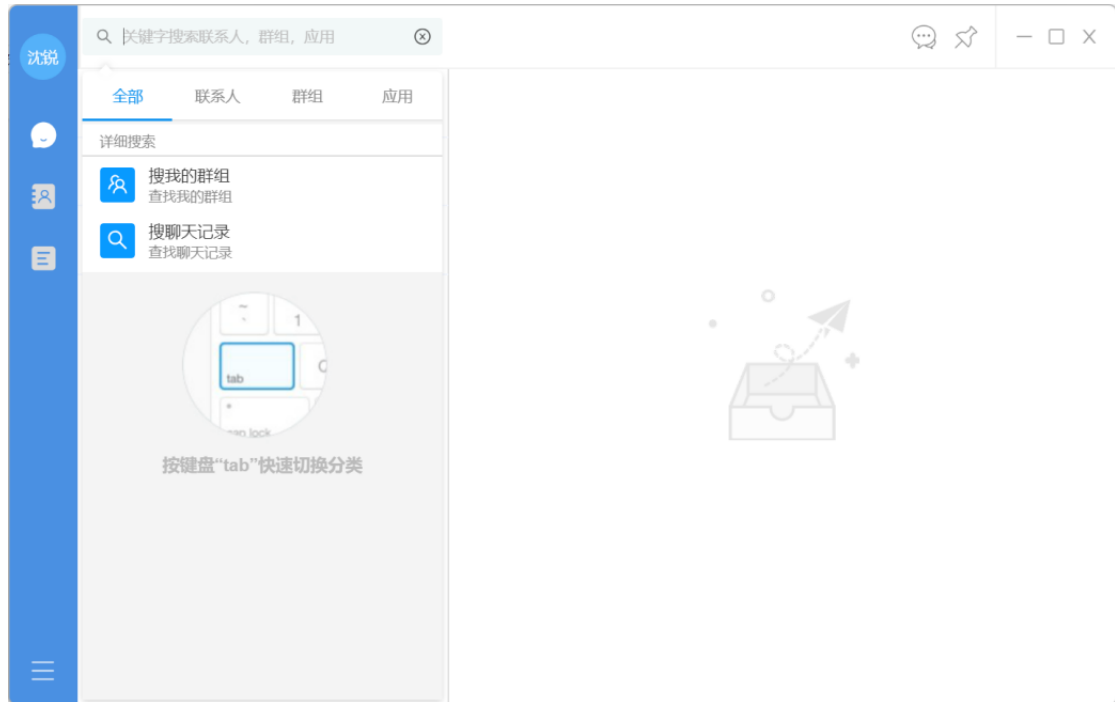 沈锐
关键字搜索联系人，群组，应用
全部 联系人 群组 应用
详细搜索
搜我的群组
查找我的群组
搜聊天记录
查找聊天记录
~
1
tab
按键盘“tab”快速切换分类